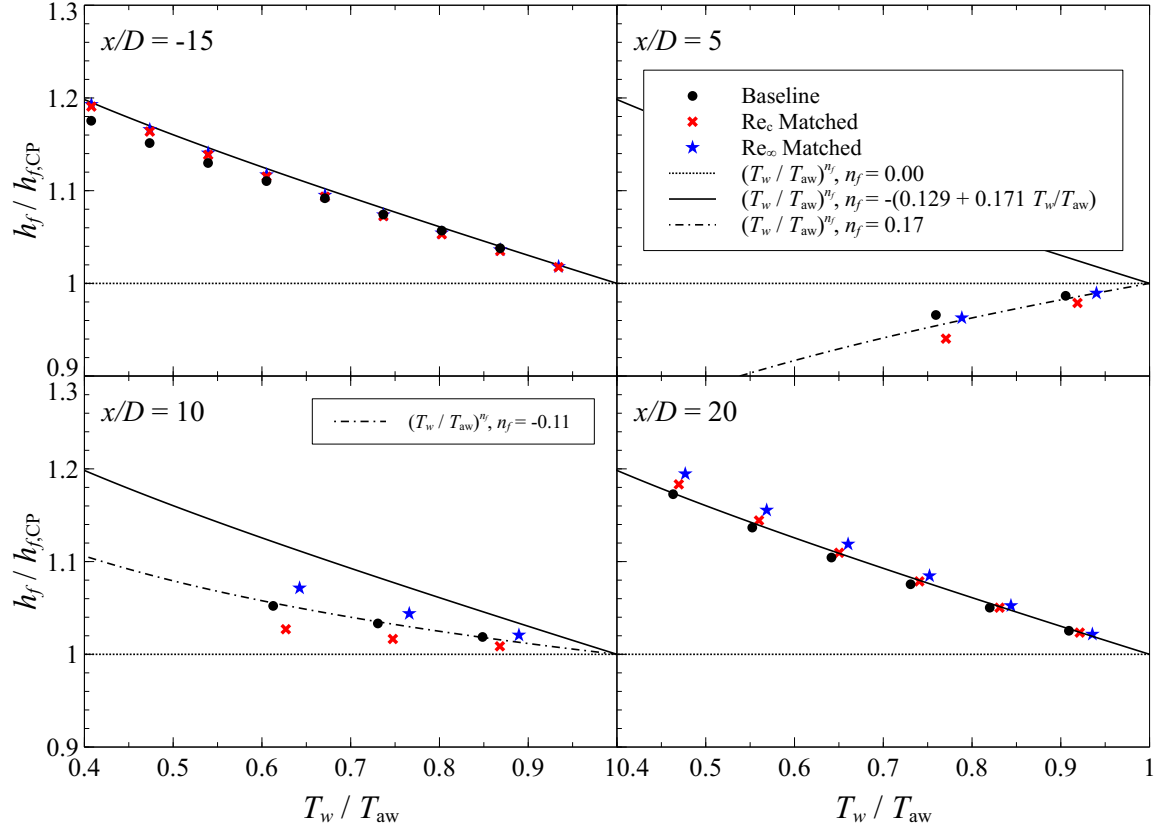 1.3
1.2
1.1
1
0.9
h_f / h_{f,CP}
x/D = -15
x/D = 5
Baseline
Re_c Matched
Re_∞ Matched
(T_w / T_aw)^{n_f}, n_f = 0.00
(T_w / T_aw)^{n_f}, n_f = -(0.129 + 0.171 T_w/T_aw)
(T_w / T_aw)^{n_f}, n_f = 0.17
1.3
1.2
1.1
1
0.9
h_f / h_{f,CP}
x/D = 10
(T_w / T_aw)^{n_f}, n_f = -0.11
x/D = 20
0.4 0.5 0.6 0.7 0.8 0.9 1
0.4 0.5 0.6 0.7 0.8 0.9 1
T_w / T_aw
T_w / T_aw